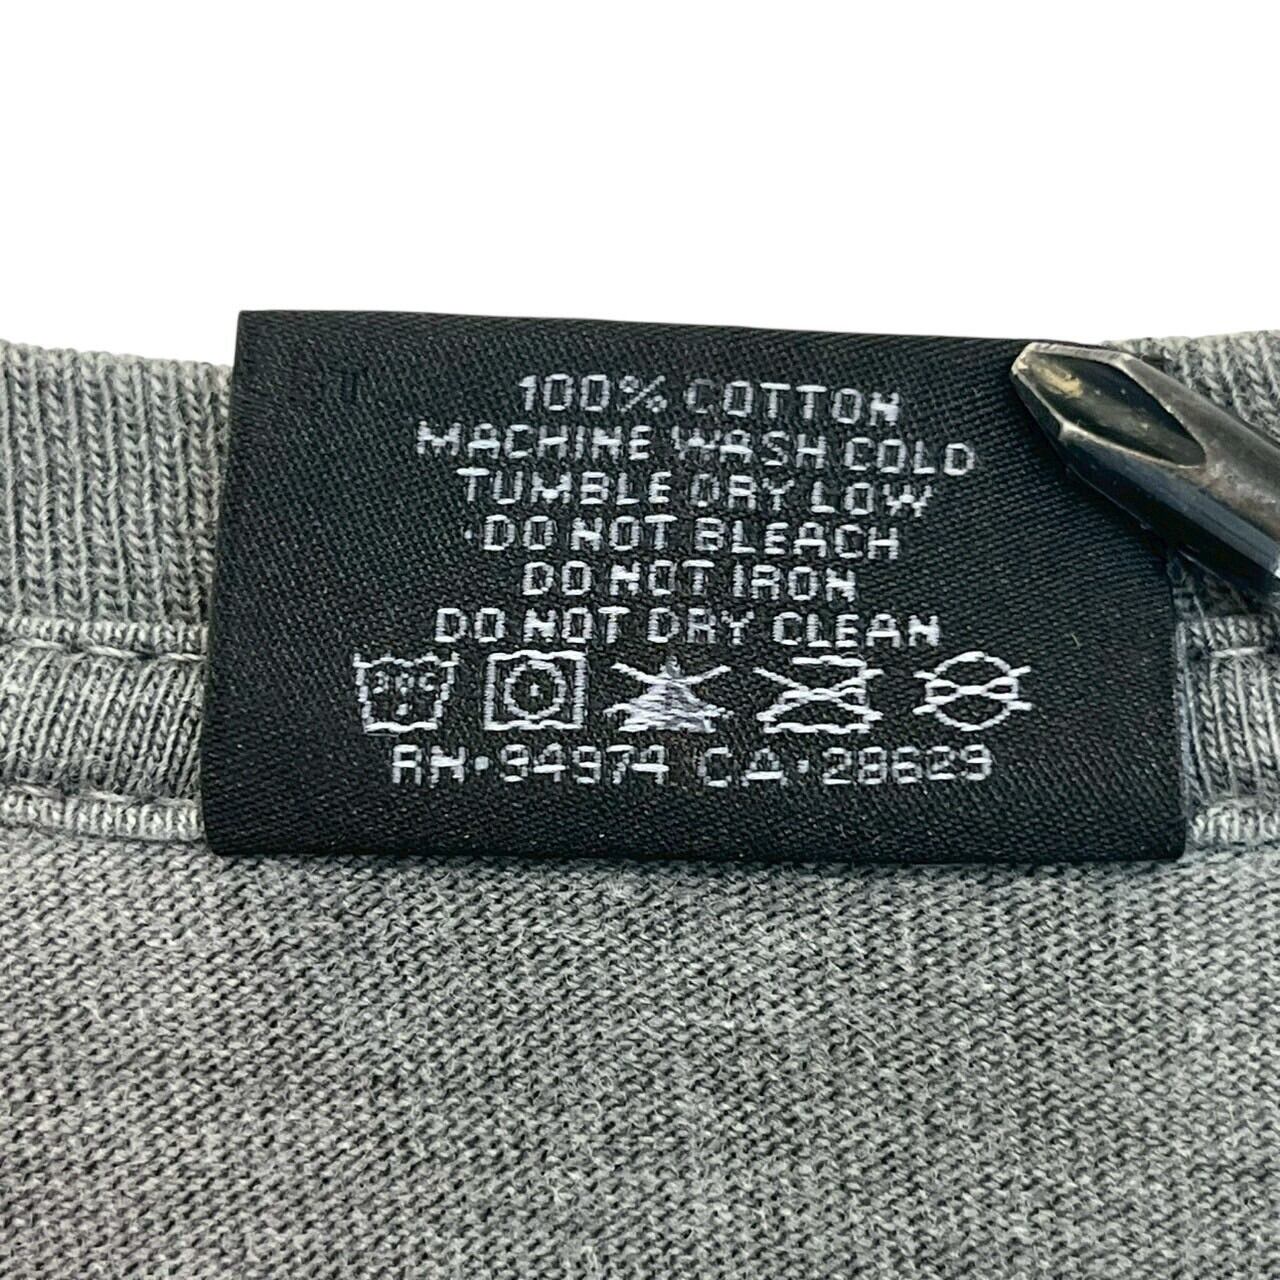 100% COTTON
MACHINE WASH COLD
TUMBLE DRY LOW
DO NOT BLEACH
DO NOT IRON
DO NOT DRY CLEAN
30°C
RN·94974 CA·28629